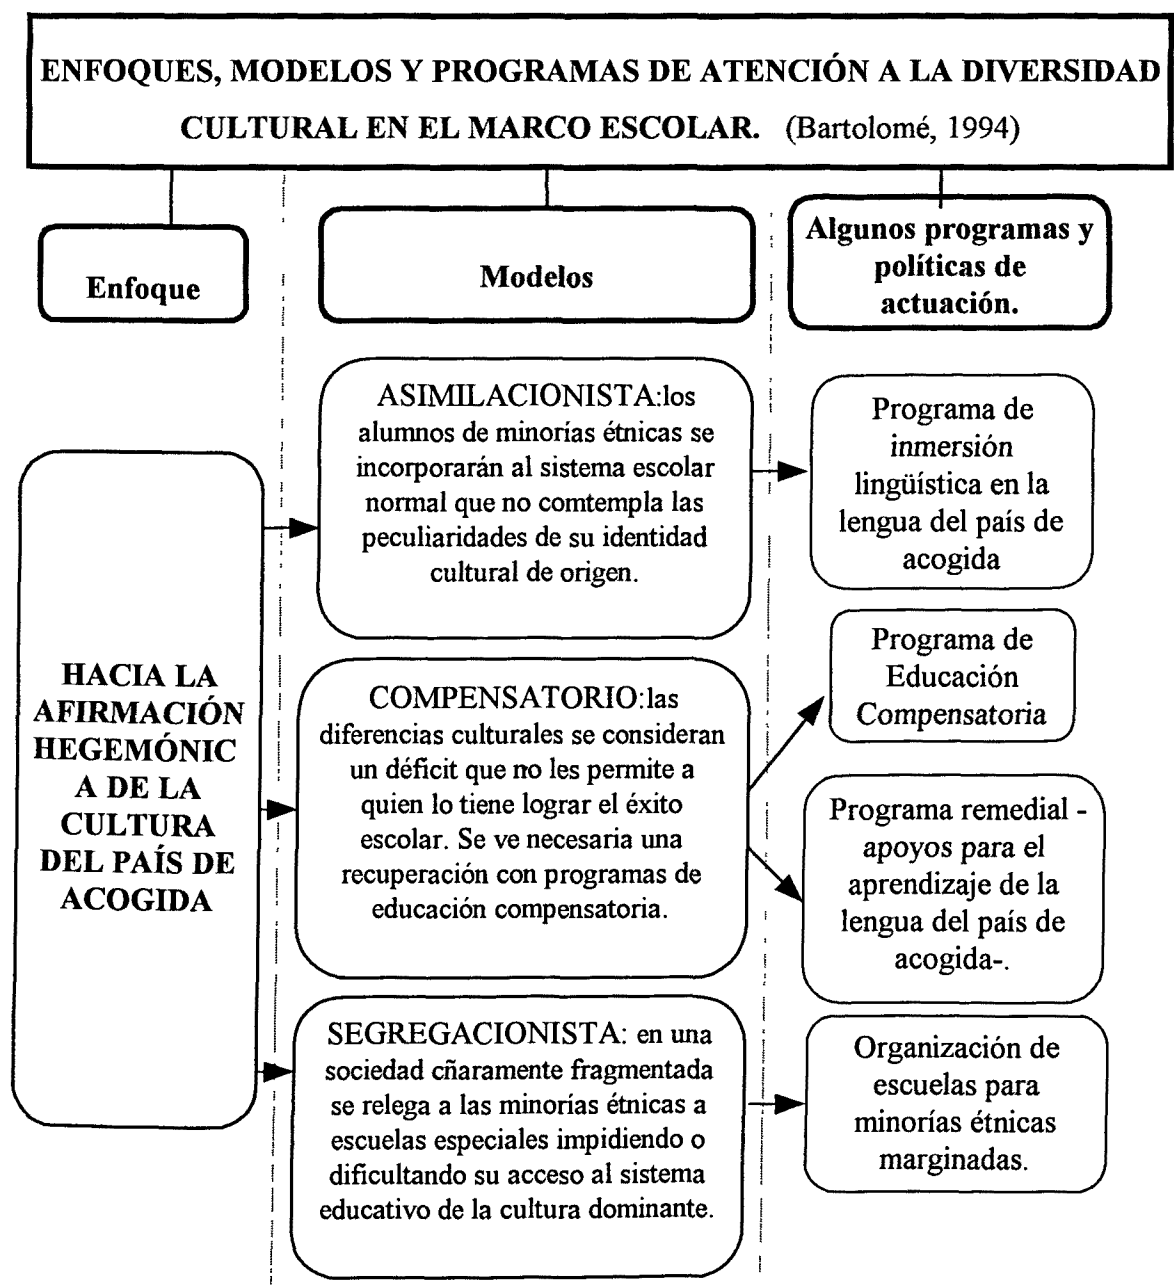 ENFOQUES, MODELOS Y PROGRAMAS DE ATENCIÓN A LA DIVERSIDAD
CULTURAL EN EL MARCO ESCOLAR. (Bartolomé, 1994)
Enfoque
Modelos
Algunos programas y
políticas de
actuación.
HACIA LA
AFIRMACIÓN
HEGEMÓNIC
A DE LA
CULTURA
DEL PAÍS DE
ACOGIDA
ASIMILACIONISTA:los
alumnos de minorías étnicas se
incorporarán al sistema escolar
normal que no comtempla las
peculiaridades de su identidad
cultural de origen.
Programa de
inmersión
lingüística en la
lengua del país de
acogida
COMPENSATORIO:las
diferencias culturales se consideran
un déficit que no les permite a
quien lo tiene lograr el éxito
escolar. Se ve necesaria una
recuperación con programas de
educación compensatoria.
Programa de
Educación
Compensatoria
Programa remedial -
apoyos para el
aprendizaje de la
lengua del país de
acogida-.
SEGREGACIONISTA: en una
sociedad cñaramente fragmentada
se relega a las minorías étnicas a
escuelas especiales impidiendo o
dificultando su acceso al sistema
educativo de la cultura dominante.
Organización de
escuelas para
minorías étnicas
marginadas.